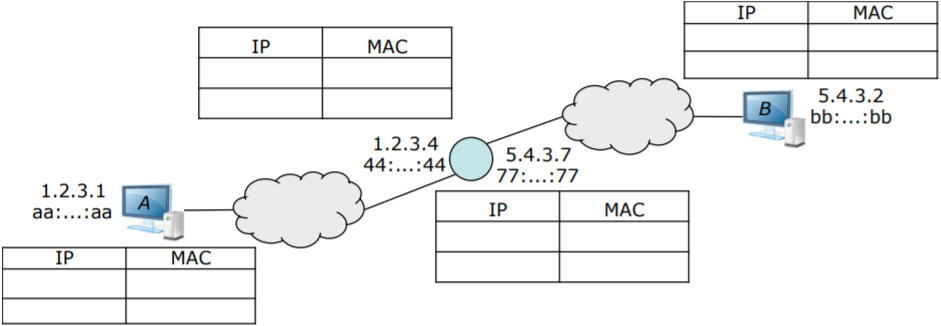 IP MAC
IP MAC
B
5.4.3.2
bb:...:bb
1.2.3.4
44:...:44
5.4.3.7
77:...:77
1.2.3.1
aa:...:aa
A
IP MAC
IP MAC